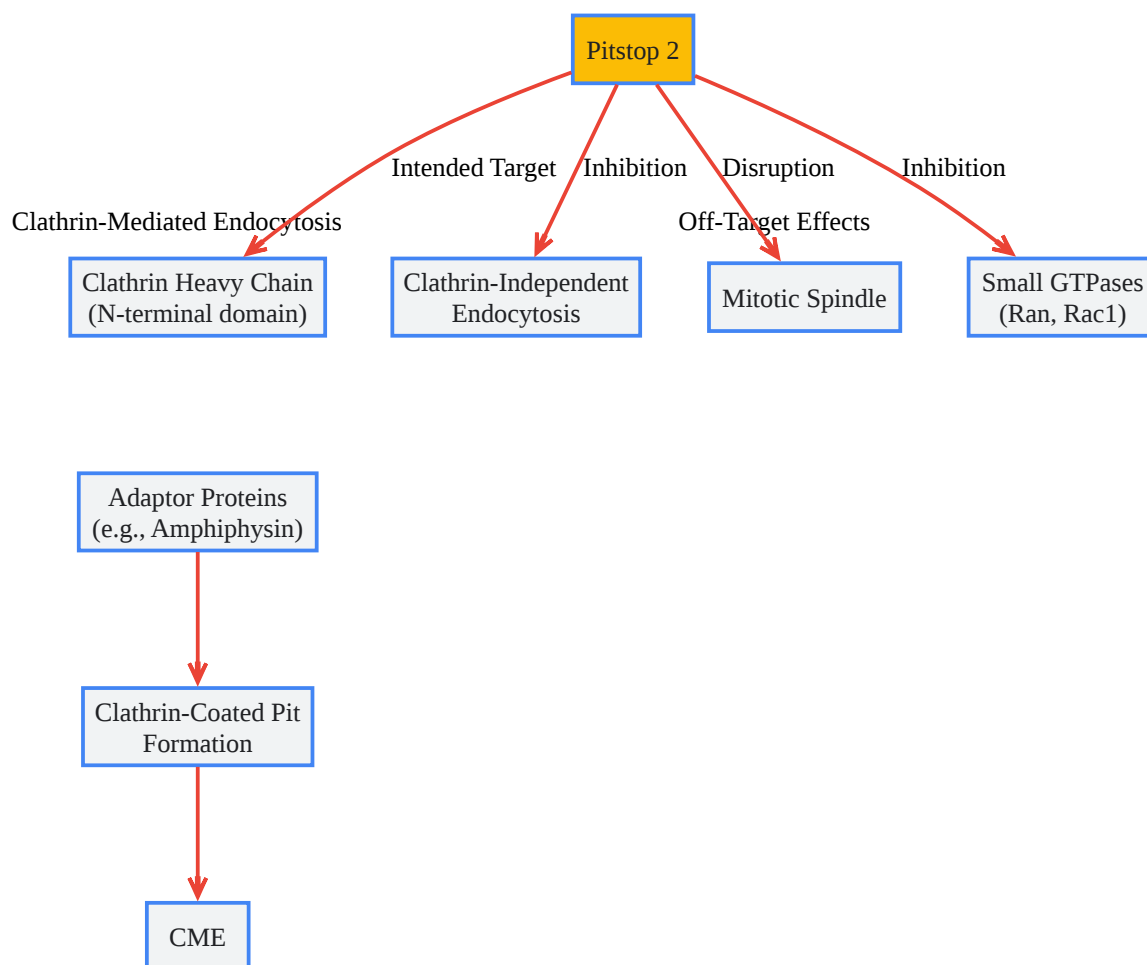 Pitstop 2
Intended Target
Inhibition
Disruption
Inhibition
Clathrin-Mediated Endocytosis
Off-Target Effects
Clathrin Heavy Chain
(N-terminal domain)
Clathrin-Independent
Endocytosis
Mitotic Spindle
Small GTPases
(Ran, Rac1)
Adaptor Proteins
(e.g., Amphiphysin)
Clathrin-Coated Pit
Formation
CME